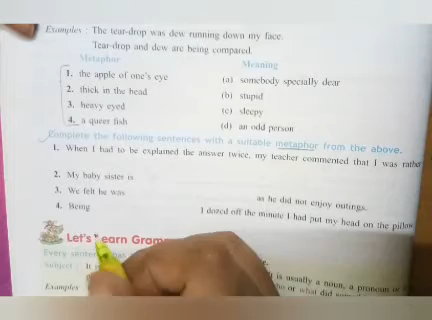 Examples : The tear-drop was dew running down my face.
Tear-drop and dew are being compared.
Metaphor Meaning
1. the apple of one's eye (a) somebody specially dear
2. thick in the head (b) stupid
3. heavy eyed (c) sleepy
4. a queer fish (d) an odd person
Complete the following sentences with a suitable metaphor from the above.
1. When I had to be explained the answer twice, my teacher commented that I was rather
2. My baby sister is
3. We felt he was as he did not enjoy outings.
4. Being I dozed off the minute I had put my head on the pillow
Let's earn Gram
Every senten has
Subject : It is usually a noun, a pronoun or
Examples or what did